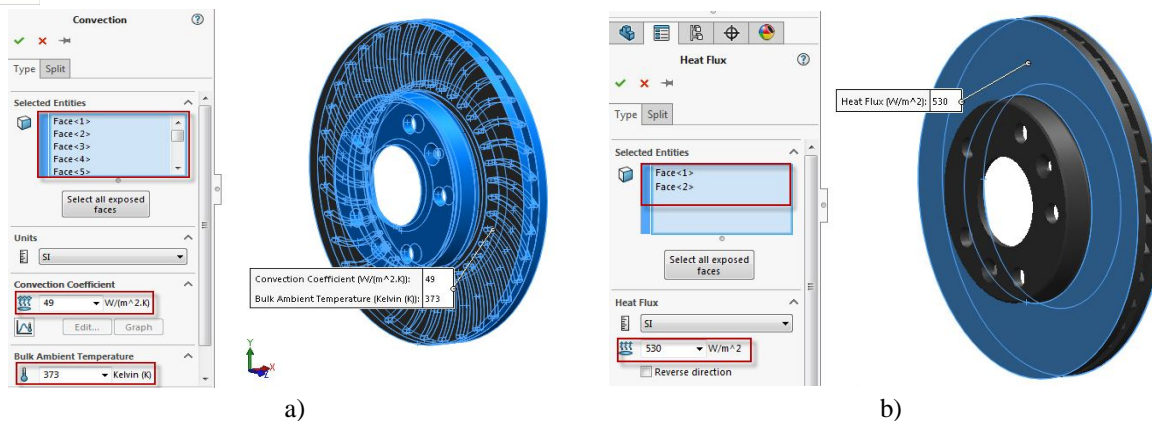 Convection
Type Split
Selected Entities
Face<1>
Face<2>
Face<3>
Face<4>
Face<5>
Select all exposed
faces
Units
SI
Convection Coefficient
49 W/(m^2.K)
Edit... Graph
Bulk Ambient Temperature
373 Kelvin (K)
Convection Coefficient (W/(m^2.K)): 49
Bulk Ambient Temperature (Kelvin (K)): 373
Y
X
Z
a)
Heat Flux
Type Split
Selected Entities
Face<1>
Face<2>
Select all exposed
faces
Heat Flux
SI
530 W/m^2
Reverse direction
Heat Flux (W/m^2): 530
b)